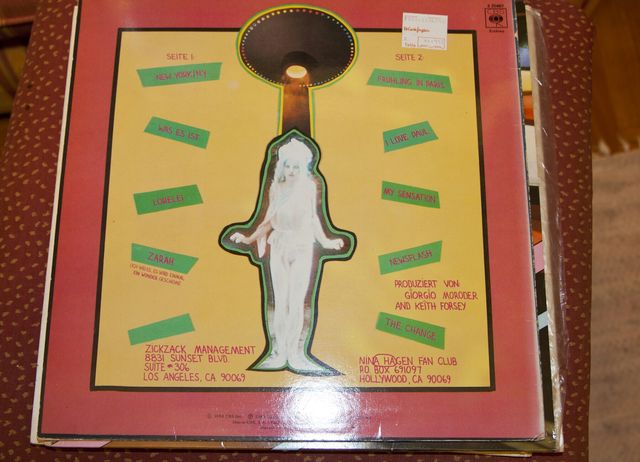 CBS
SEITE 1:
NEW YORK, NY
WAS ES IST
LORELEI
ZARAH
(ICH WEISS, ES WIRD EINMAL
EIN WUNDER GESCHEHN)
ZICKZACK MANAGEMENT
8831 SUNSET BLVD
SUITE #306
LOS ANGELES, CA 90069
SEITE 2:
FRÜHLING IN PARIS
I LOVE PAUL
MY SENSATION
NEWSFLASH
PRODUZIERT VON:
GIORGIO MORODER
AND KEITH FORSEY
THE CHANGE
NINA HAGEN FAN CLUB
P.O. BOX 691097
HOLLYWOOD, CA 90069